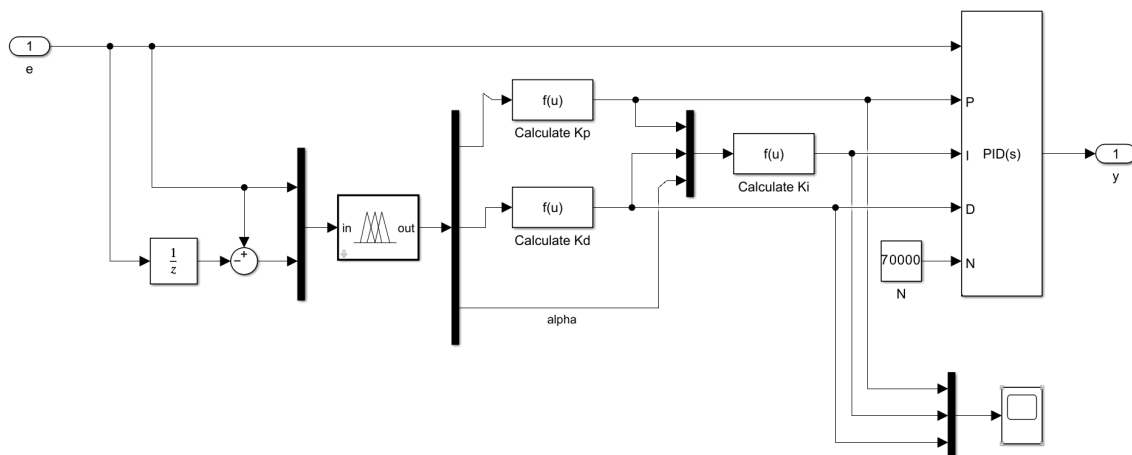 1
e
1
z
−
+
in
out
f(u)
Calculate Kp
f(u)
Calculate Kd
alpha
f(u)
Calculate Ki
70000
N
P
I
D
N
PID(s)
1
y